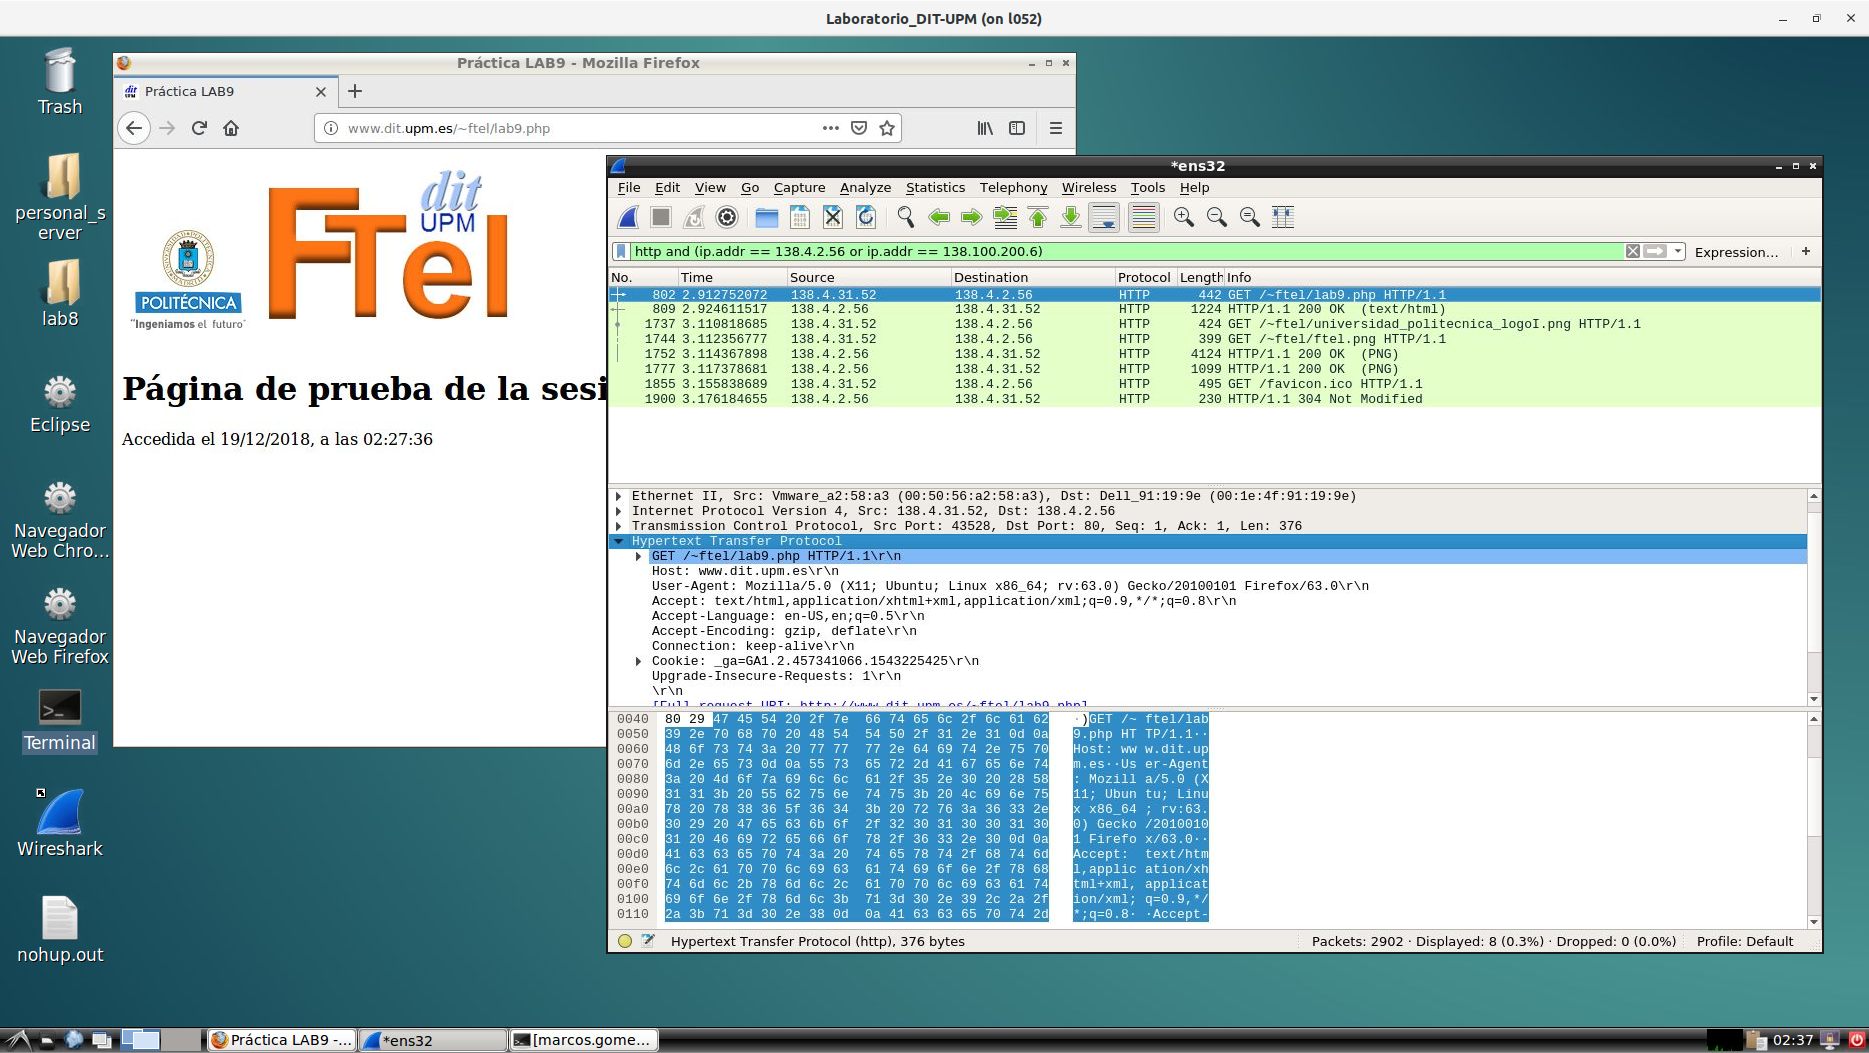 Laboratorio_DIT-UPM (on l052)
Trash
personal_s
erver
lab8
Eclipse
Navegador
Web Chro...
Navegador
Web Firefox
Terminal
Wireshark
nohup.out
Práctica LAB9 - Mozilla Firefox
dit UPM Práctica LAB9
www.dit.upm.es/~ftel/lab9.php
POLITÉCNICA
"Ingeniamos el futuro"
FTel
dit
UPM
Página de prueba de la sesi
Accedida el 19/12/2018, a las 02:27:36
*ens32
File Edit View Go Capture Analyze Statistics Telephony Wireless Tools Help
http and (ip.addr == 138.4.2.56 or ip.addr == 138.100.200.6) Expression... +
No. Time Source Destination Protocol Length Info
802 2.912752072 138.4.31.52 138.4.2.56 HTTP 442 GET /~ftel/lab9.php HTTP/1.1
809 2.924611517 138.4.2.56 138.4.31.52 HTTP 1224 HTTP/1.1 200 OK (text/html)
1737 3.110818685 138.4.31.52 138.4.2.56 HTTP 424 GET /~ftel/universidad_politecnica_logoI.png HTTP/1.1
1744 3.112356777 138.4.31.52 138.4.2.56 HTTP 399 GET /~ftel/ftel.png HTTP/1.1
1752 3.114367898 138.4.2.56 138.4.31.52 HTTP 4124 HTTP/1.1 200 OK (PNG)
1777 3.117378681 138.4.2.56 138.4.31.52 HTTP 1099 HTTP/1.1 200 OK (PNG)
1855 3.155838689 138.4.31.52 138.4.2.56 HTTP 495 GET /favicon.ico HTTP/1.1
1900 3.176184655 138.4.2.56 138.4.31.52 HTTP 230 HTTP/1.1 304 Not Modified
Ethernet II, Src: Vmware_a2:58:a3 (00:50:56:a2:58:a3), Dst: Dell_91:19:9e (00:1e:4f:91:19:9e)
Internet Protocol Version 4, Src: 138.4.31.52, Dst: 138.4.2.56
Transmission Control Protocol, Src Port: 43528, Dst Port: 80, Seq: 1, Ack: 1, Len: 376
Hypertext Transfer Protocol
GET /~ftel/lab9.php HTTP/1.1\r\n
Host: www.dit.upm.es\r\n
User-Agent: Mozilla/5.0 (X11; Ubuntu; Linux x86_64; rv:63.0) Gecko/20100101 Firefox/63.0\r\n
Accept: text/html,application/xhtml+xml,application/xml;q=0.9,*/*;q=0.8\r\n
Accept-Language: en-US,en;q=0.5\r\n
Accept-Encoding: gzip, deflate\r\n
Connection: keep-alive\r\n
Cookie: _ga=GA1.2.457341066.1543225425\r\n
Upgrade-Insecure-Requests: 1\r\n
\r\n
[Full request URI: http://www.dit.upm.es/~ftel/lab9.php]
0040 80 29 47 45 54 20 2f 7e 66 74 65 6c 2f 6c 61 62 ·)GET /~ ftel/lab
0050 39 2e 70 68 70 20 48 54 54 50 2f 31 2e 31 0d 0a 9.php HT TP/1.1··
0060 48 6f 73 74 3a 20 77 77 77 2e 64 69 74 2e 75 70 Host: ww w.dit.up
0070 6d 2e 65 73 0d 0a 55 73 65 72 2d 41 67 65 6e 74 m.es··Us er-Agent
0080 3a 20 4d 6f 7a 69 6c 6c 61 2f 35 2e 30 20 28 58 : Mozill a/5.0 (X
0090 31 31 3b 20 55 62 75 6e 74 75 3b 20 4c 69 6e 75 11; Ubun tu; Linu
00a0 78 20 78 38 36 5f 36 34 3b 20 72 76 3a 36 33 2e x x86_64 ; rv:63.
00b0 30 29 20 47 65 63 6b 6f 2f 32 30 31 30 30 31 30 0) Gecko /2010010
00c0 31 20 46 69 72 65 66 6f 78 2f 36 33 2e 30 0d 0a 1 Firefo x/63.0··
00d0 41 63 63 65 70 74 3a 20 74 65 78 74 2f 68 74 6d Accept: text/htm
00e0 6c 2c 61 70 70 6c 69 63 61 74 69 6f 6e 2f 78 68 l,applic ation/xh
00f0 74 6d 6c 2b 78 6d 6c 2c 61 70 70 6c 69 63 61 74 tml+xml, applicat
0100 69 6f 6e 2f 78 6d 6c 3b 71 3d 30 2e 39 2c 2a 2f ion/xml; q=0.9,*/
0110 2a 3b 71 3d 30 2e 38 0d 0a 41 63 63 65 70 74 2d *;q=0.8· ·Accept-
Hypertext Transfer Protocol (http), 376 bytes Packets: 2902 · Displayed: 8 (0.3%) · Dropped: 0 (0.0%) Profile: Default
Práctica LAB9 -... *ens32 [marcos.gome... 02:37